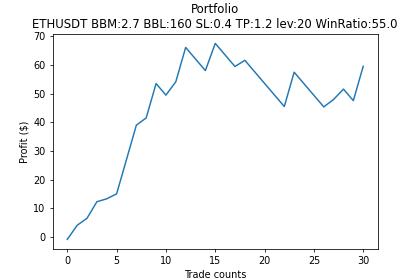 Portfolio
ETHUSDT BBM:2.7 BBL:160 SL:0.4 TP:1.2 lev:20 WinRatio:55.0
70
60
50
40
30
20
10
0
Profit ($)
0 5 10 15 20 25 30
Trade counts